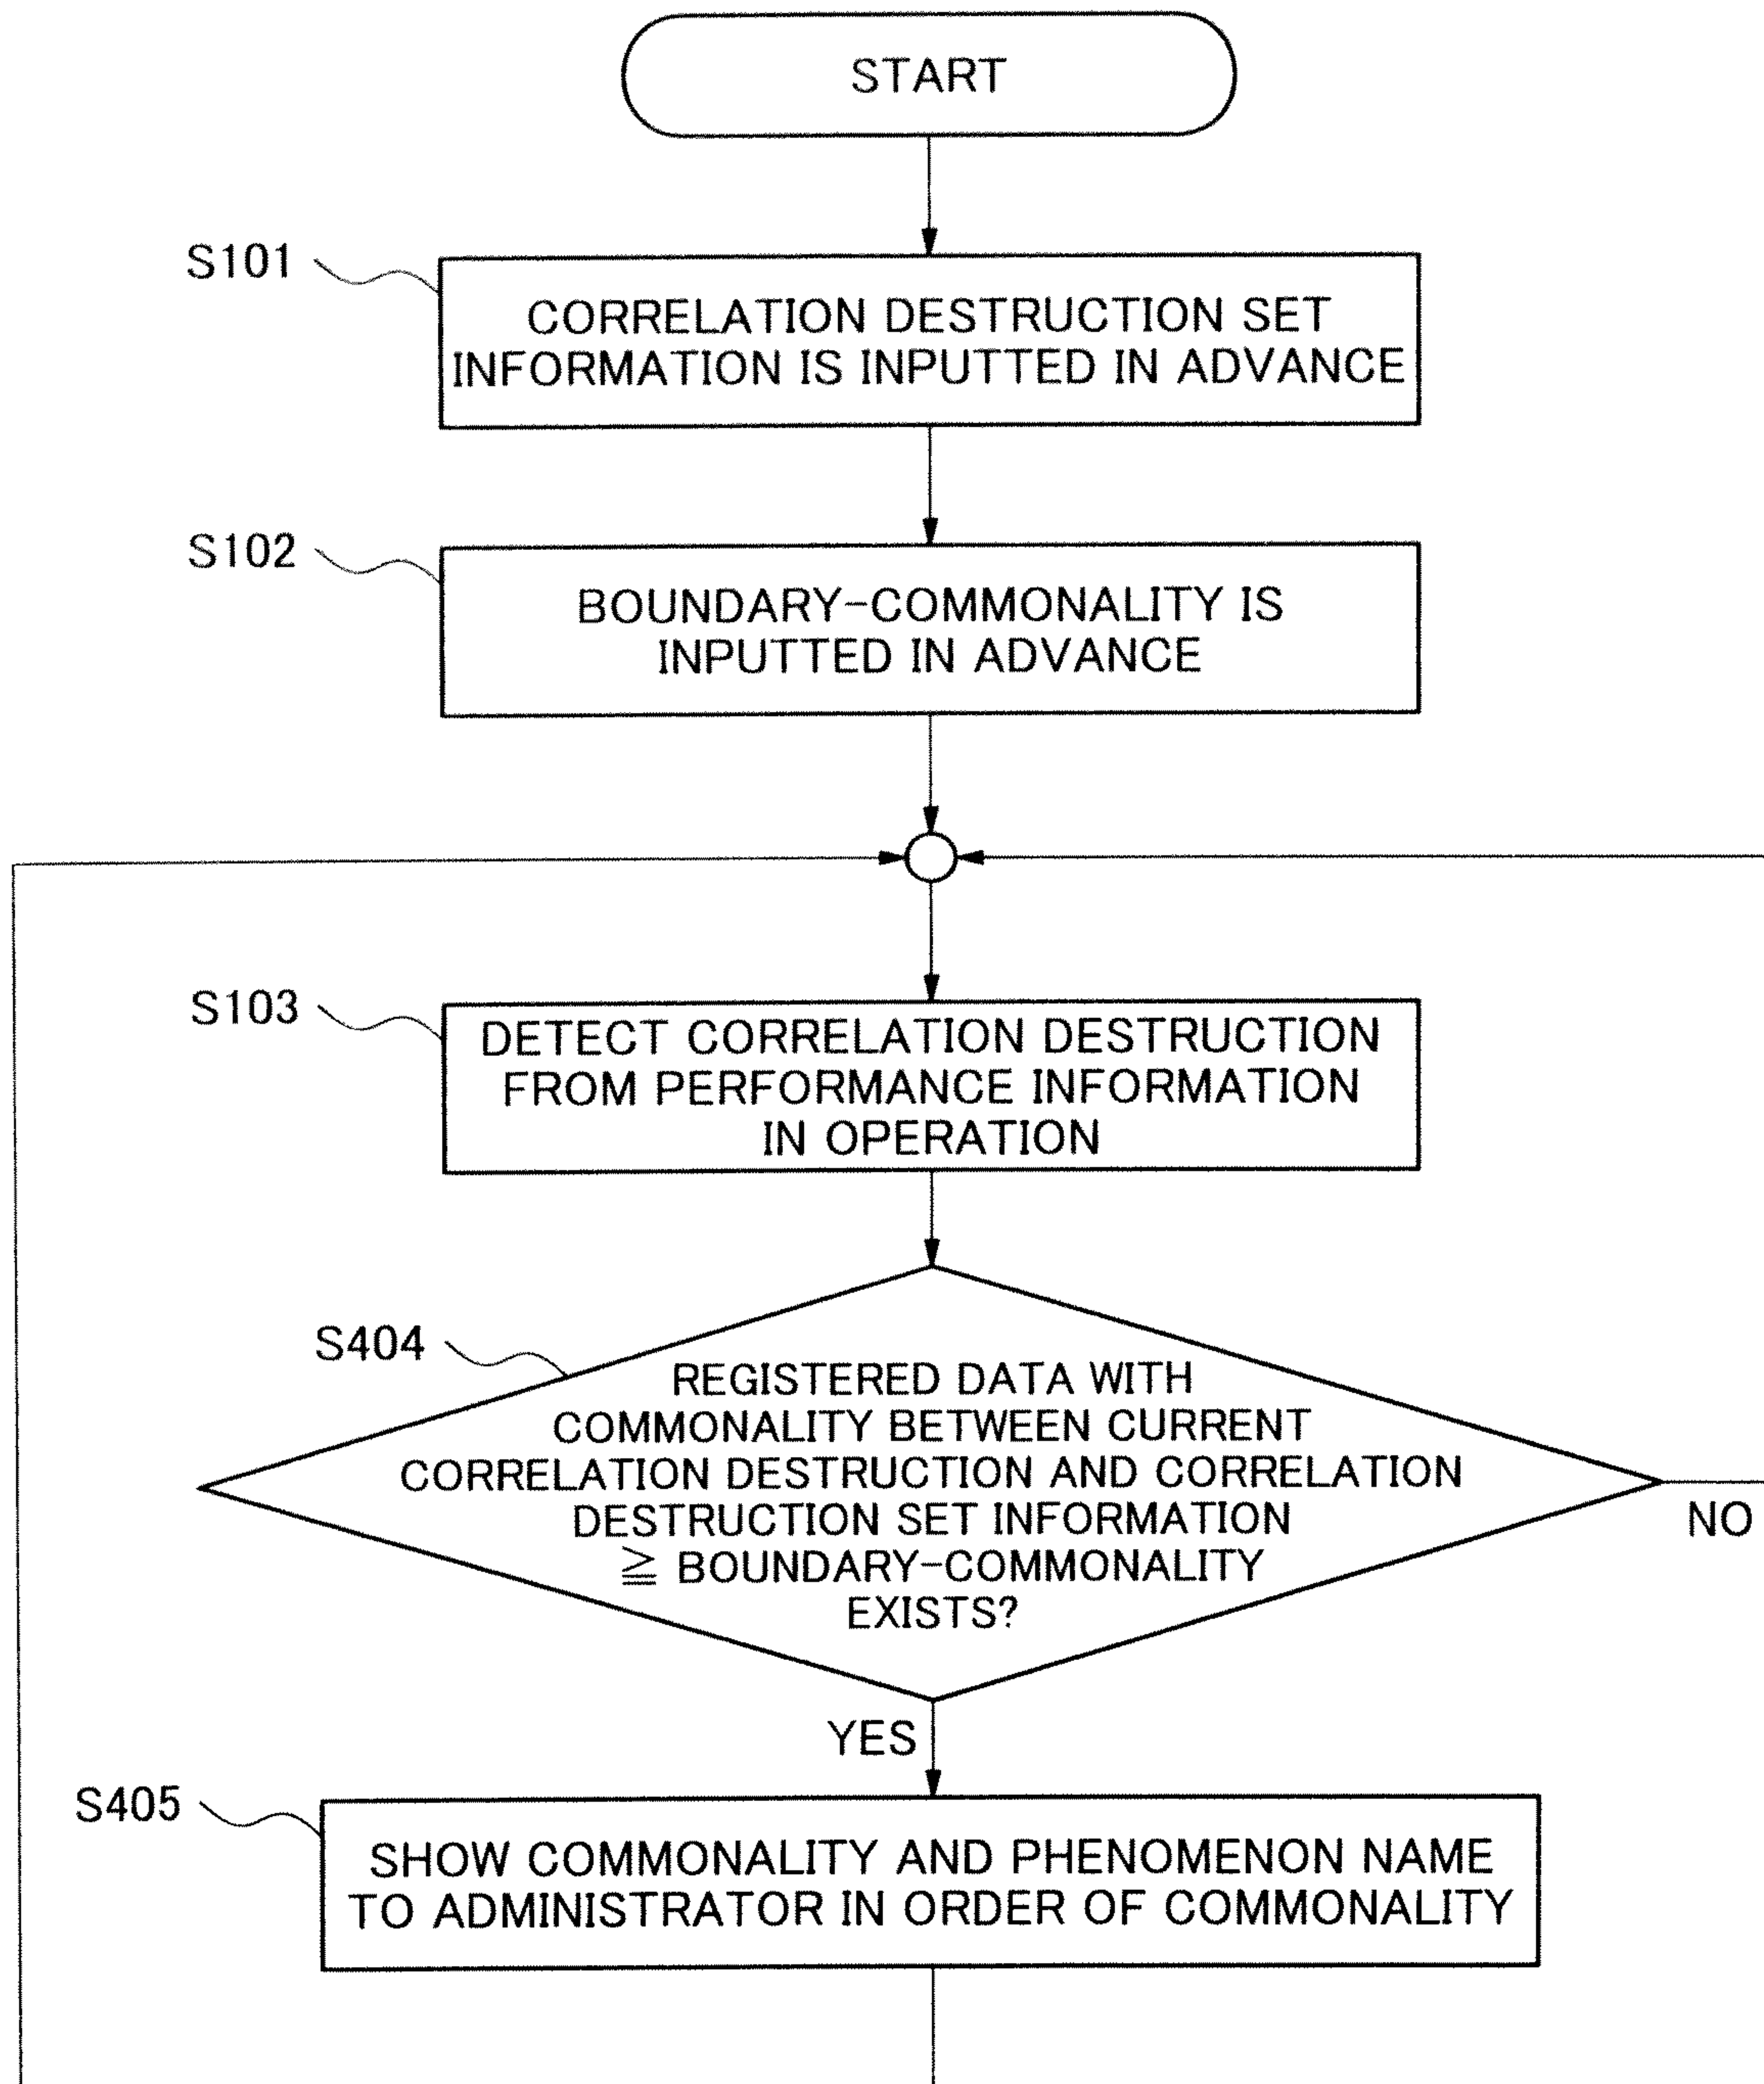 START
S101
CORRELATION DESTRUCTION SET
INFORMATION IS INPUTTED IN ADVANCE
S102
BOUNDARY-COMMONALITY IS
INPUTTED IN ADVANCE
S103
DETECT CORRELATION DESTRUCTION
FROM PERFORMANCE INFORMATION
IN OPERATION
S404
REGISTERED DATA WITH
COMMONALITY BETWEEN CURRENT
CORRELATION DESTRUCTION AND CORRELATION
DESTRUCTION SET INFORMATION
≧ BOUNDARY-COMMONALITY
EXISTS?
NO
YES
S405
SHOW COMMONALITY AND PHENOMENON NAME
TO ADMINISTRATOR IN ORDER OF COMMONALITY